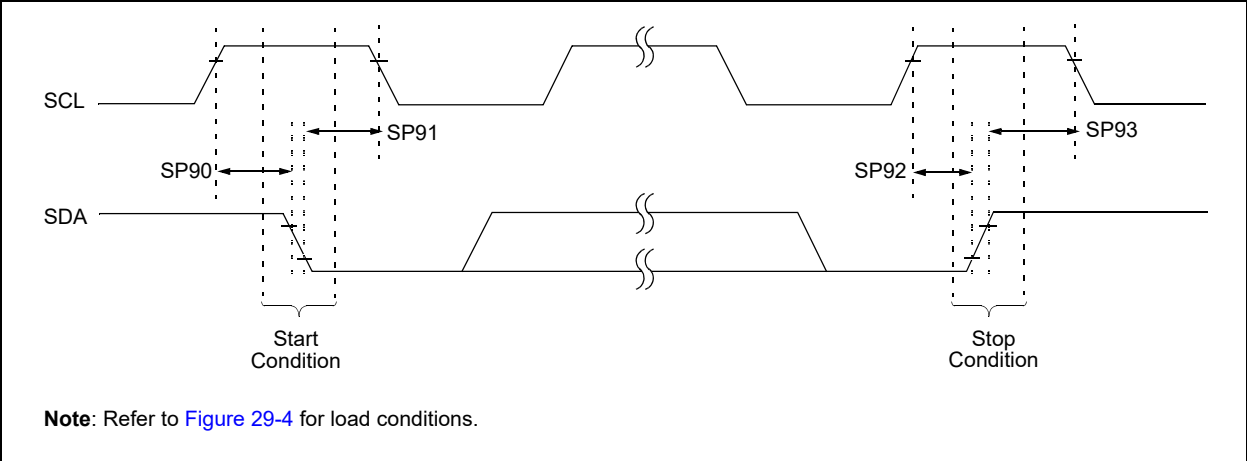 SCL
SP91
SP93
SP90
SP92
SDA
Start
Condition
Stop
Condition
Note: Refer to Figure 29-4 for load conditions.